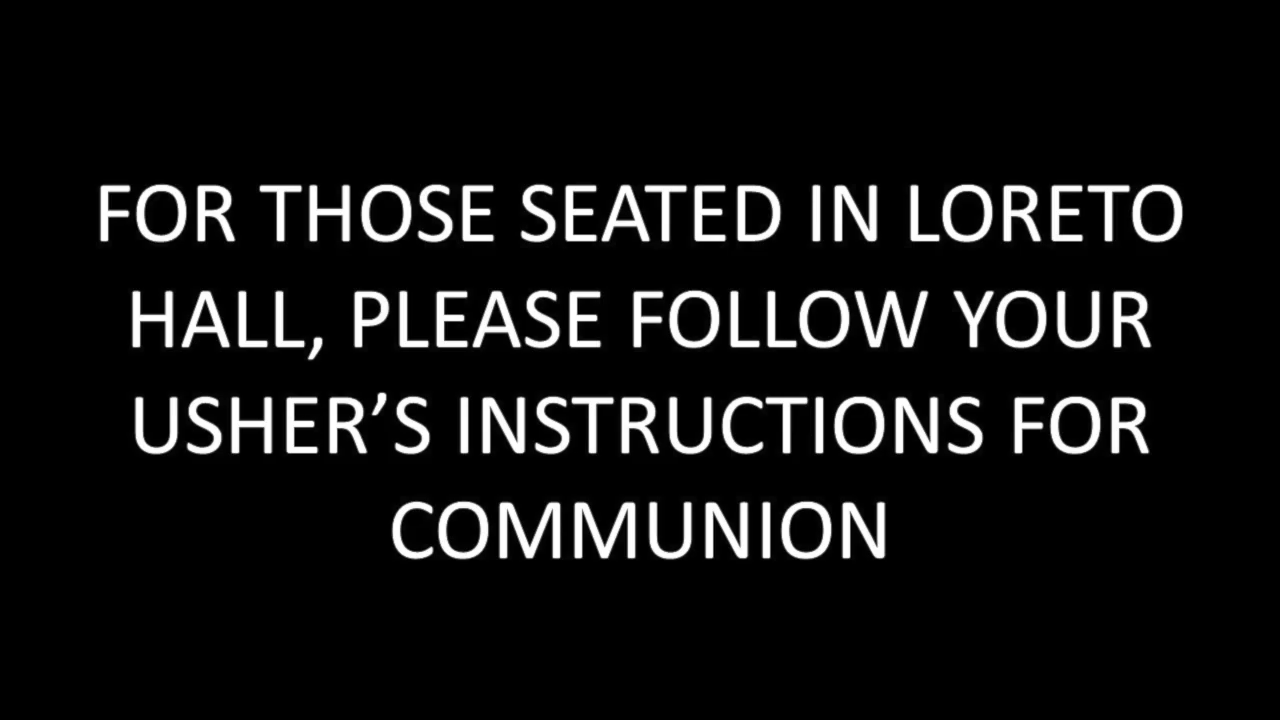 FOR THOSE SEATED IN LORETO
HALL, PLEASE FOLLOW YOUR
USHER’S INSTRUCTIONS FOR
COMMUNION